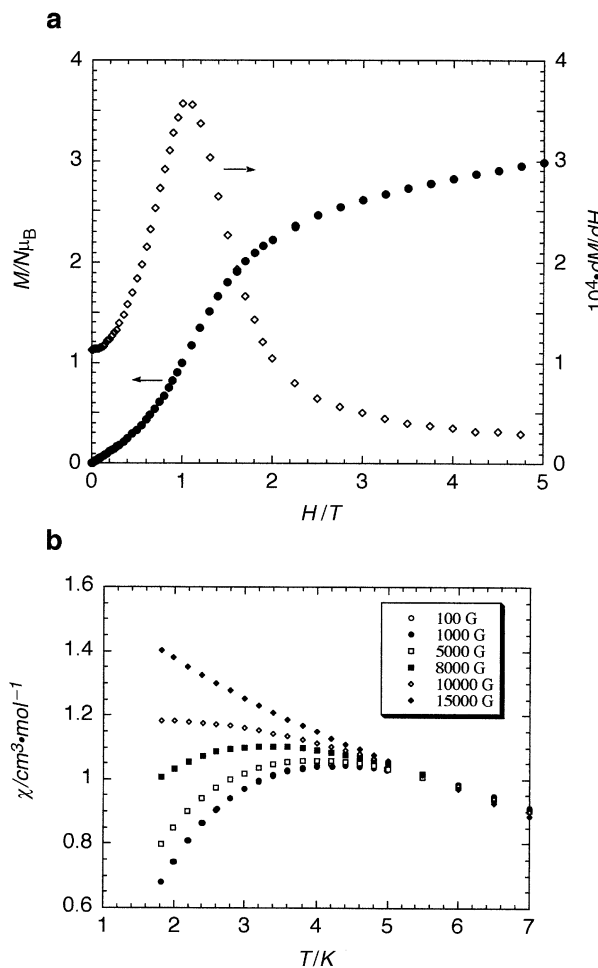 a
4
3
2
1
0
M/NμB
0 1 2 3 4 5
H/T
4
3
2
1
0
10⁴•dM/dH
b
1.6
1.4
1.2
1
0.8
0.6
χ/cm³•mol⁻¹
100 G
1000 G
5000 G
8000 G
10000 G
15000 G
1 2 3 4 5 6 7
T/K